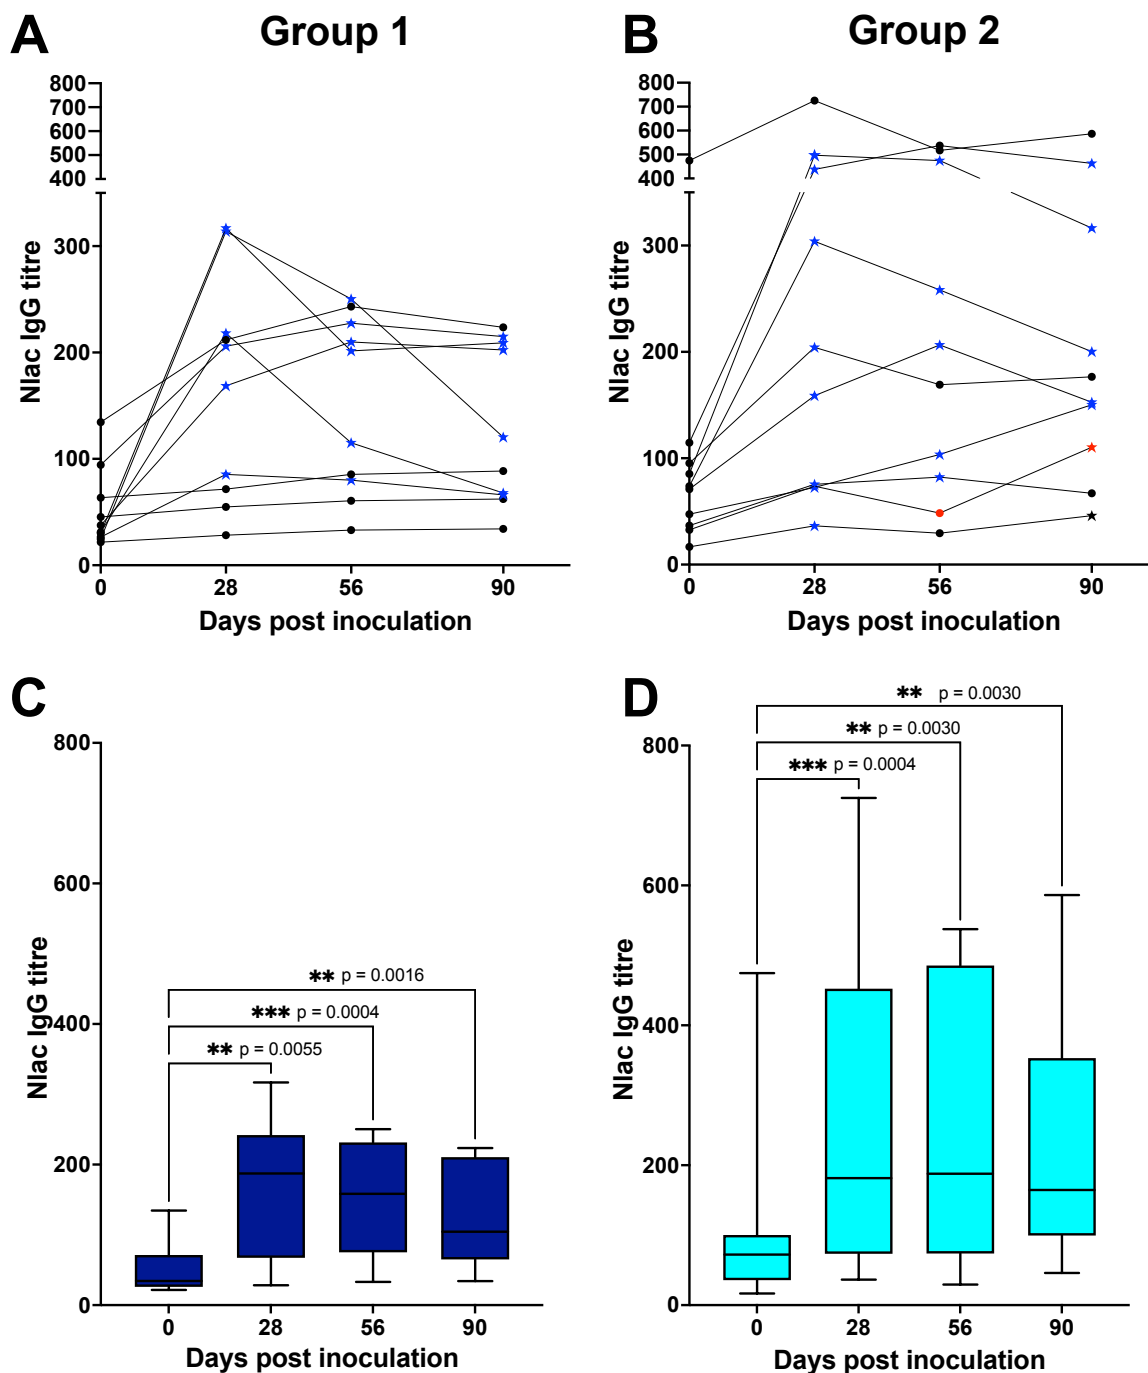 A
Group 1
800
700
600
500
400
300
200
100
0
Nlac IgG titre
0 28 56 90
Days post inoculation
B
Group 2
800
700
600
500
400
300
200
100
0
Nlac IgG titre
0 28 56 90
Days post inoculation
C
800
600
400
200
0
Nlac IgG titre
** p = 0.0016
*** p = 0.0004
** p = 0.0055
0 28 56 90
Days post inoculation
D
800
600
400
200
0
Nlac IgG titre
** p = 0.0030
** p = 0.0030
*** p = 0.0004
0 28 56 90
Days post inoculation